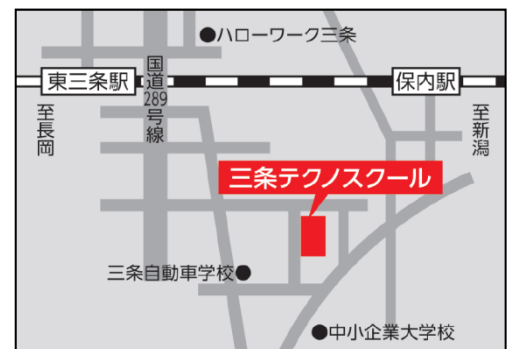 ●ハローワーク三条
東三条駅
国道289号線
保内駅
至長岡
至新潟
三条テクノスクール
三条自動車学校●
●中小企業大学校